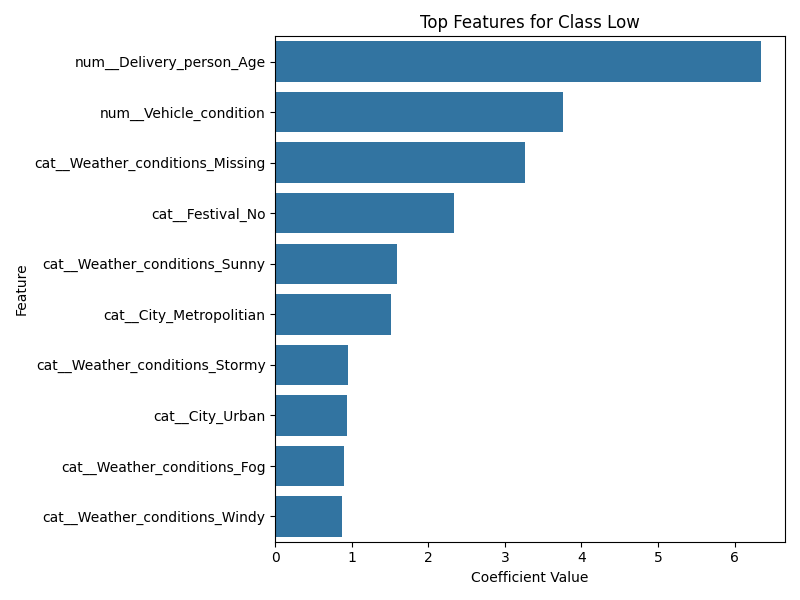 Top Features for Class Low
Feature
num__Delivery_person_Age
num__Vehicle_condition
cat__Weather_conditions_Missing
cat__Festival_No
cat__Weather_conditions_Sunny
cat__City_Metropolitian
cat__Weather_conditions_Stormy
cat__City_Urban
cat__Weather_conditions_Fog
cat__Weather_conditions_Windy
0 1 2 3 4 5 6
Coefficient Value